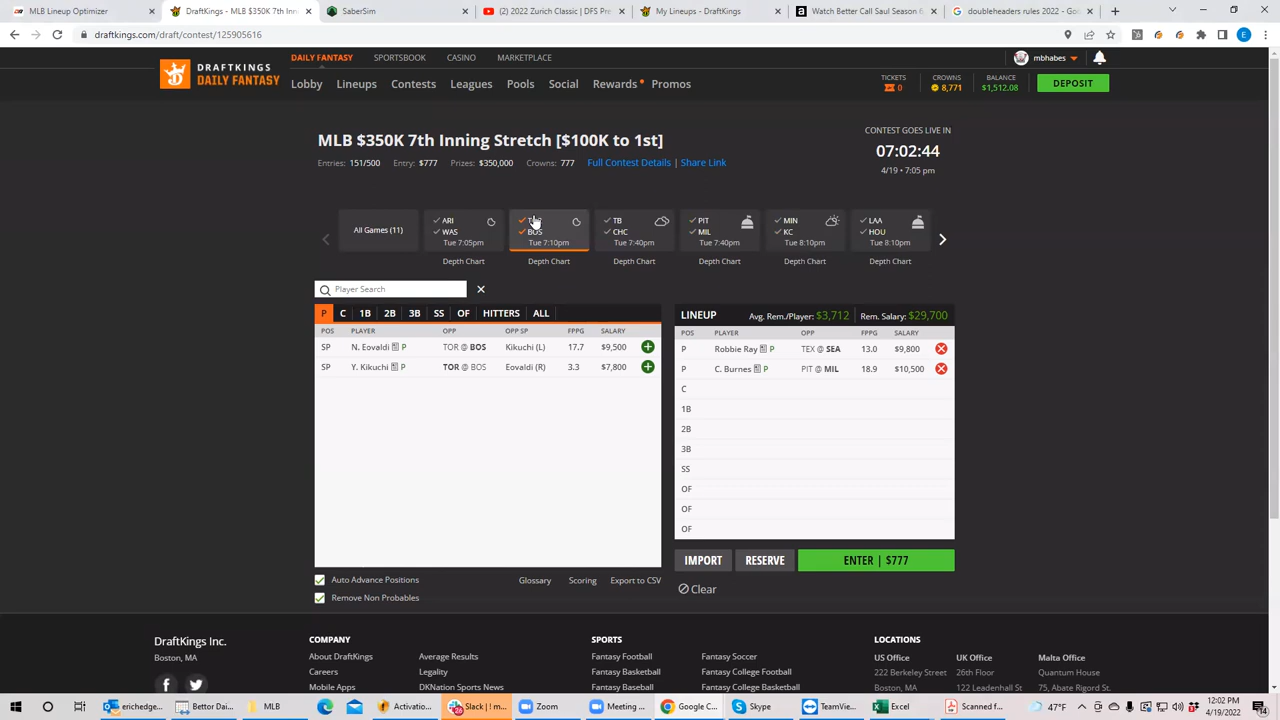 MLB Lineup Optimizer
DraftKings MLB $350K 7th Inn
SaberSim
(2) 2022 Zurich Classic | DFS Pre
My Lineups - DraftKings
Watch Better Call Saul Season 6
doubleheaders rules 2022 - Goo
draftkings.com/draft/contest/125905616
E
DRAFTKINGS
DAILY FANTASY
DAILY FANTASY SPORTSBOOK CASINO MARKETPLACE
mbhabes
Lobby Lineups Contests Leagues Pools Social Rewards Promos
TICKETS CROWNS BALANCE
0 8,771 $1,512.08
DEPOSIT
MLB $350K 7th Inning Stretch [$100K to 1st]
Entries: 151/500 Entry: $777 Prizes: $350,000 Crowns: 777 Full Contest Details | Share Link
CONTEST GOES LIVE IN
07:02:44
4/19 • 7:05 pm
All Games (11)
ARI
WAS
Tue 7:05pm
Depth Chart
BOS
Tue 7:10pm
Depth Chart
TB
CHC
Tue 7:40pm
Depth Chart
PIT
MIL
Tue 7:40pm
Depth Chart
MIN
KC
Tue 8:10pm
Depth Chart
LAA
HOU
Tue 8:10pm
Depth Chart
Player Search
P C 1B 2B 3B SS OF HITTERS ALL
POS PLAYER OPP OPP SP FPPG SALARY
SP N. Eovaldi P TOR @ BOS Kikuchi (L) 17.7 $9,500
SP Y. Kikuchi P TOR @ BOS Eovaldi (R) 3.3 $7,800
Auto Advance Positions
Remove Non Probables
Glossary Scoring Export to CSV
LINEUP Avg. Rem./Player: $3,712 Rem. Salary: $29,700
POS PLAYER OPP FPPG SALARY
P Robbie Ray P TEX @ SEA 13.0 $9,800
P C. Burnes P PIT @ MIL 18.9 $10,500
C
1B
2B
3B
SS
OF
OF
OF
IMPORT RESERVE ENTER | $777
Clear
DraftKings Inc.
Boston, MA
COMPANY
About DraftKings
Careers
Mobile Apps
Average Results
Legality
DKNation Sports News
SPORTS
Fantasy Football
Fantasy Basketball
Fantasy Baseball
Fantasy Soccer
Fantasy College Football
Fantasy College Basketball
LOCATIONS
US Office
222 Berkeley Street
Boston, MA
UK Office
26th Floor
122 Leadenhall St
Malta Office
Quantum House
75, Abate Rigord St.
erichedge... Bettor Dai... MLB Activatio... Slack | ! m... Zoom Meeting ... Google C... Skype TeamView... Excel Scanned f...
47°F
12:02 PM
4/19/2022